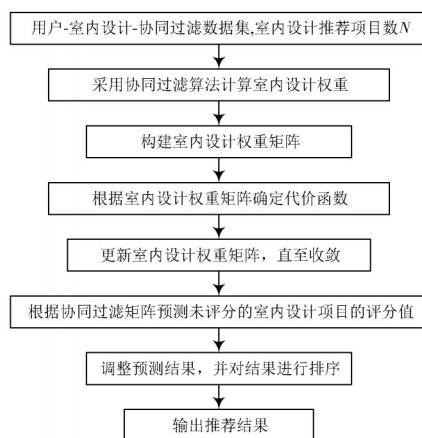 用户-室内设计-协同过滤数据集,室内设计推荐项目数N
采用协同过滤算法计算室内设计权重
构建室内设计权重矩阵
根据室内设计权重矩阵确定代价函数
更新室内设计权重矩阵，直至收敛
根据协同过滤矩阵预测未评分的室内设计项目的评分值
调整预测结果，并对结果进行排序
输出推荐结果